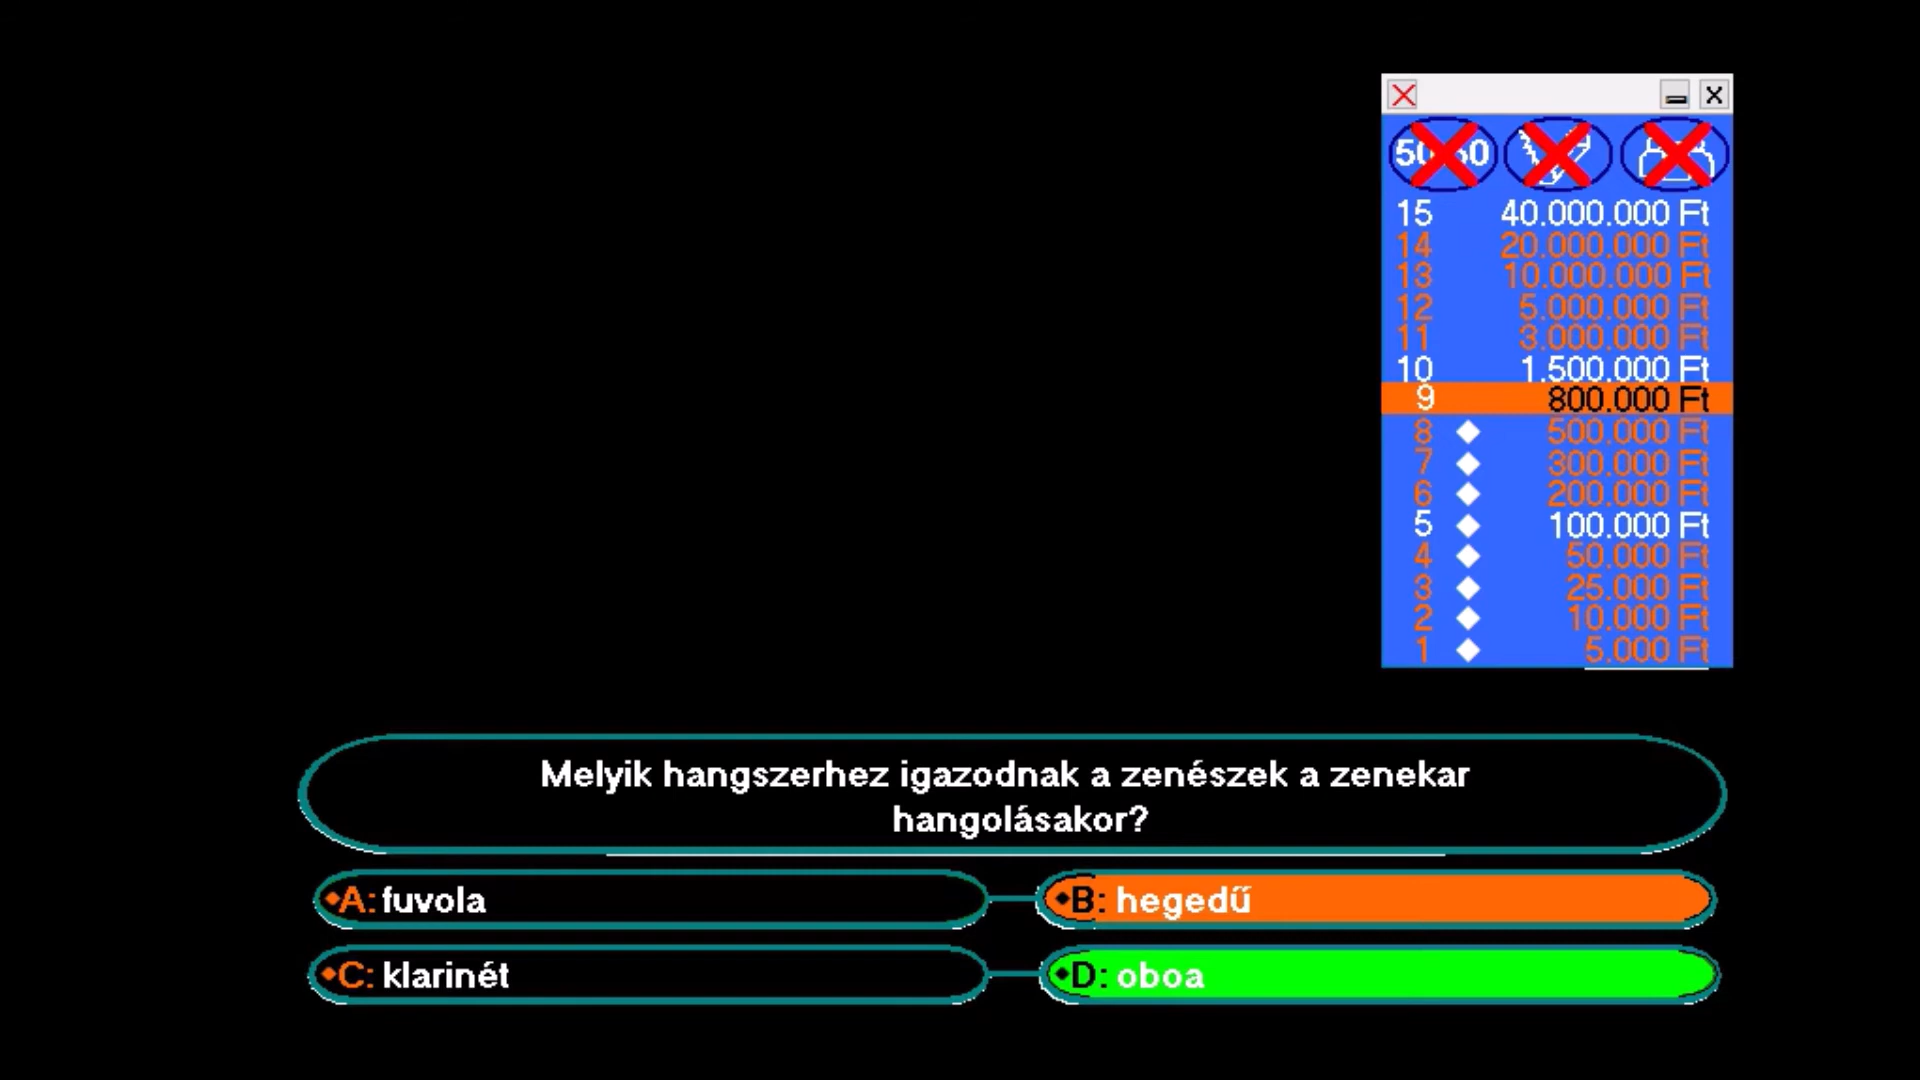 50:50
15 40.000.000 Ft
14 20.000.000 Ft
13 10.000.000 Ft
12 5.000.000 Ft
11 3.000.000 Ft
10 1.500.000 Ft
9 800.000 Ft
8 500.000 Ft
7 300.000 Ft
6 200.000 Ft
5 100.000 Ft
4 50.000 Ft
3 25.000 Ft
2 10.000 Ft
1 5.000 Ft
Melyik hangszerhez igazodnak a zenészek a zenekar
hangolásakor?
A: fuvola
B: hegedű
C: klarinét
D: oboa